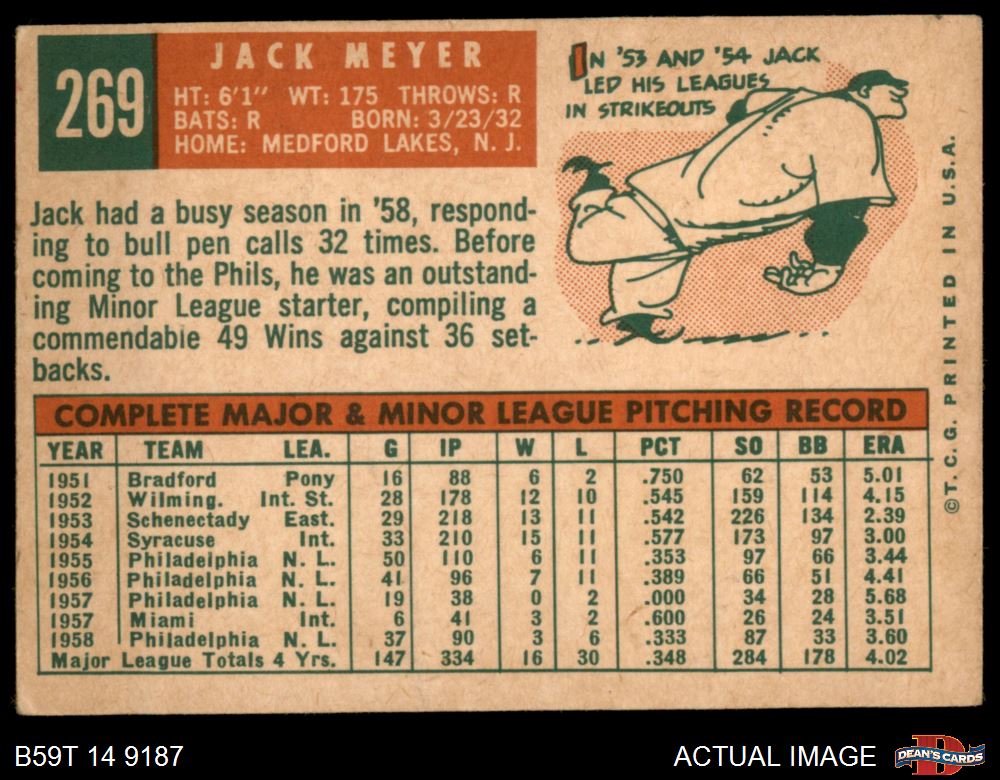 269
JACK MEYER
HT: 6'1" WT: 175 THROWS: R
BATS: R BORN: 3/23/32
HOME: MEDFORD LAKES, N. J.
IN '53 AND '54 JACK
LED HIS LEAGUES
IN STRIKEOUTS
Jack had a busy season in '58, respond-
ing to bull pen calls 32 times. Before
coming to the Phils, he was an outstand-
ing Minor League starter, compiling a
commendable 49 Wins against 36 set-
backs.
COMPLETE MAJOR & MINOR LEAGUE PITCHING RECORD
YEAR TEAM LEA. G IP W L PCT SO BB ERA
1951 Bradford Pony 16 88 6 2 .750 62 53 5.01
1952 Wilming. Int. St. 28 178 12 10 .545 159 114 4.15
1953 Schenectady East. 29 218 13 11 .542 226 134 2.39
1954 Syracuse Int. 33 210 15 11 .577 173 97 3.00
1955 Philadelphia N. L. 50 110 6 11 .353 97 66 3.44
1956 Philadelphia N. L. 41 96 7 11 .389 66 51 4.41
1957 Philadelphia N. L. 19 38 0 2 .000 34 28 5.68
1957 Miami Int. 6 41 3 2 .600 26 24 3.51
1958 Philadelphia N. L. 37 90 3 6 .333 87 33 3.60
Major League Totals 4 Yrs. 147 334 16 30 .348 284 178 4.02
© T. C. G. PRINTED IN U.S.A.
B59T 14 9187
ACTUAL IMAGE
D
DEAN'S CARDS